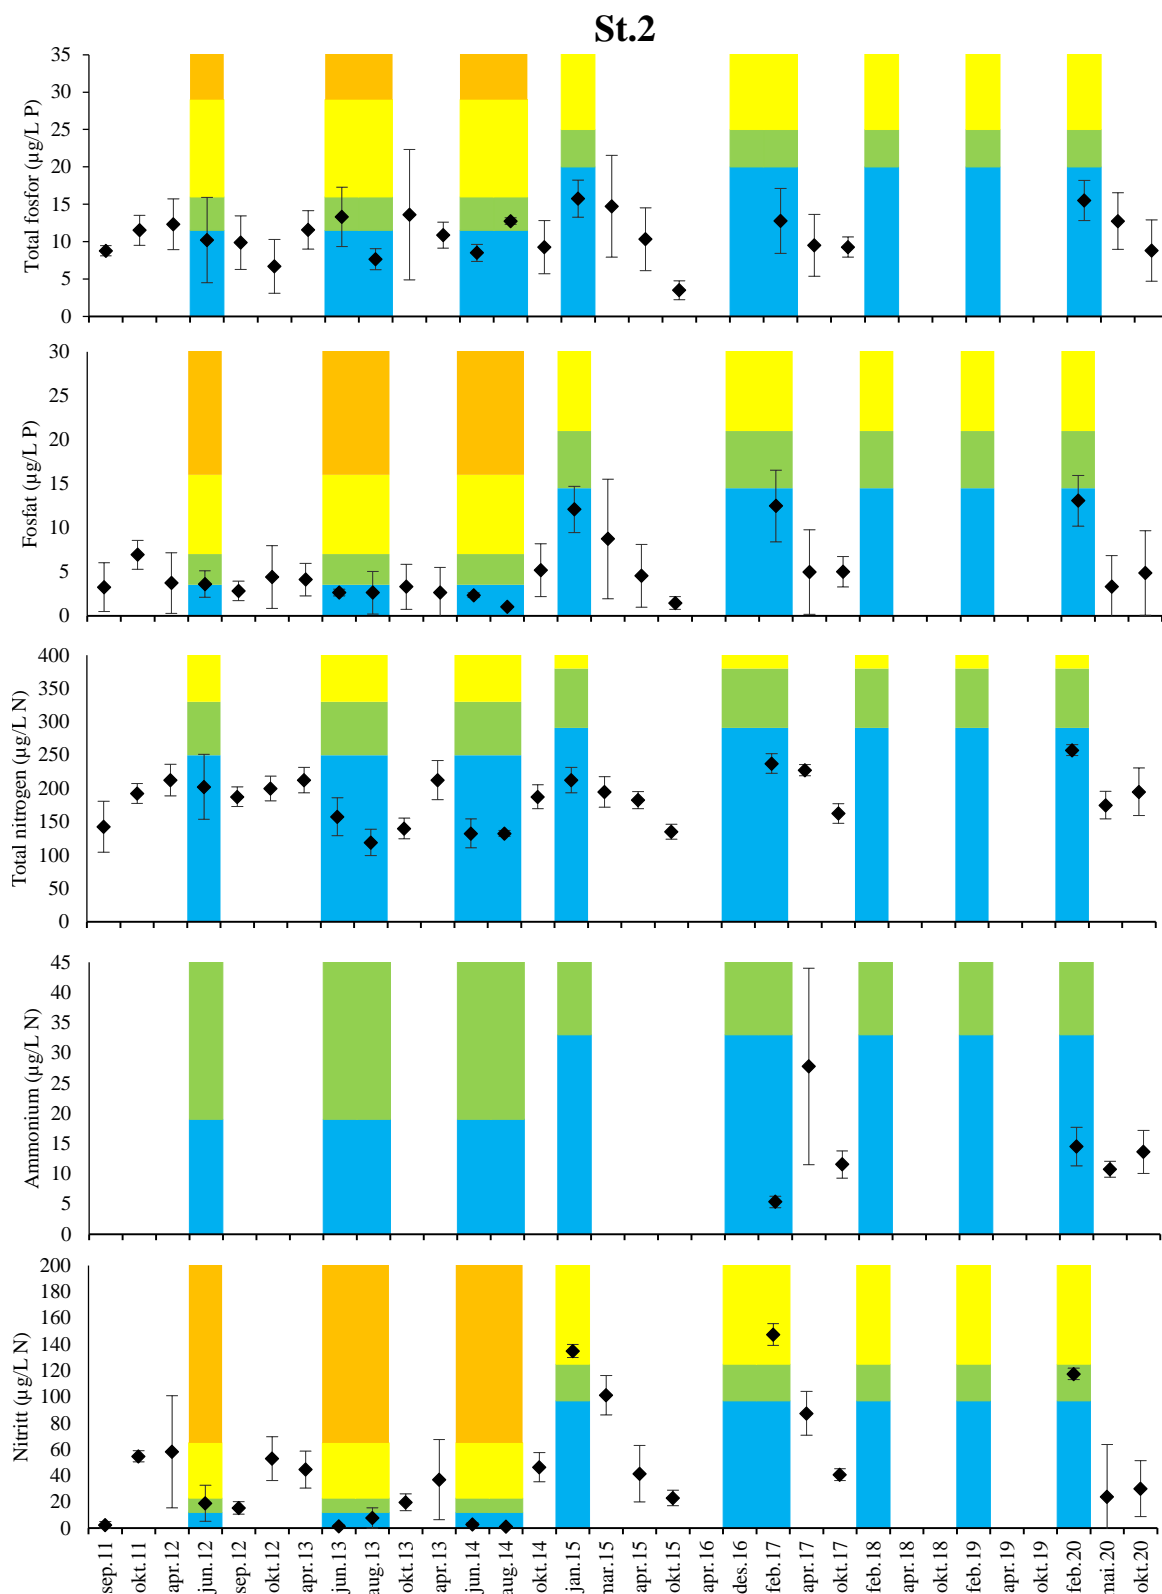 St.2
Total fosfor (µg/L P)
35
30
25
20
15
10
5
0
Fosfat (µg/L P)
30
25
20
15
10
5
0
Total nitrogen (µg/L N)
400
350
300
250
200
150
100
50
0
Ammonium (µg/L N)
45
40
35
30
25
20
15
10
5
0
Nitritt (µg/L N)
200
180
160
140
120
100
80
60
40
20
0
sep.11
okt.11
apr.12
jun.12
sep.12
okt.12
apr.13
jun.13
aug.13
okt.13
apr.13
jun.14
aug.14
okt.14
jan.15
mar.15
apr.15
okt.15
apr.16
des.16
feb.17
apr.17
okt.17
feb.18
apr.18
okt.18
feb.19
apr.19
okt.19
feb.20
mai.20
okt.20